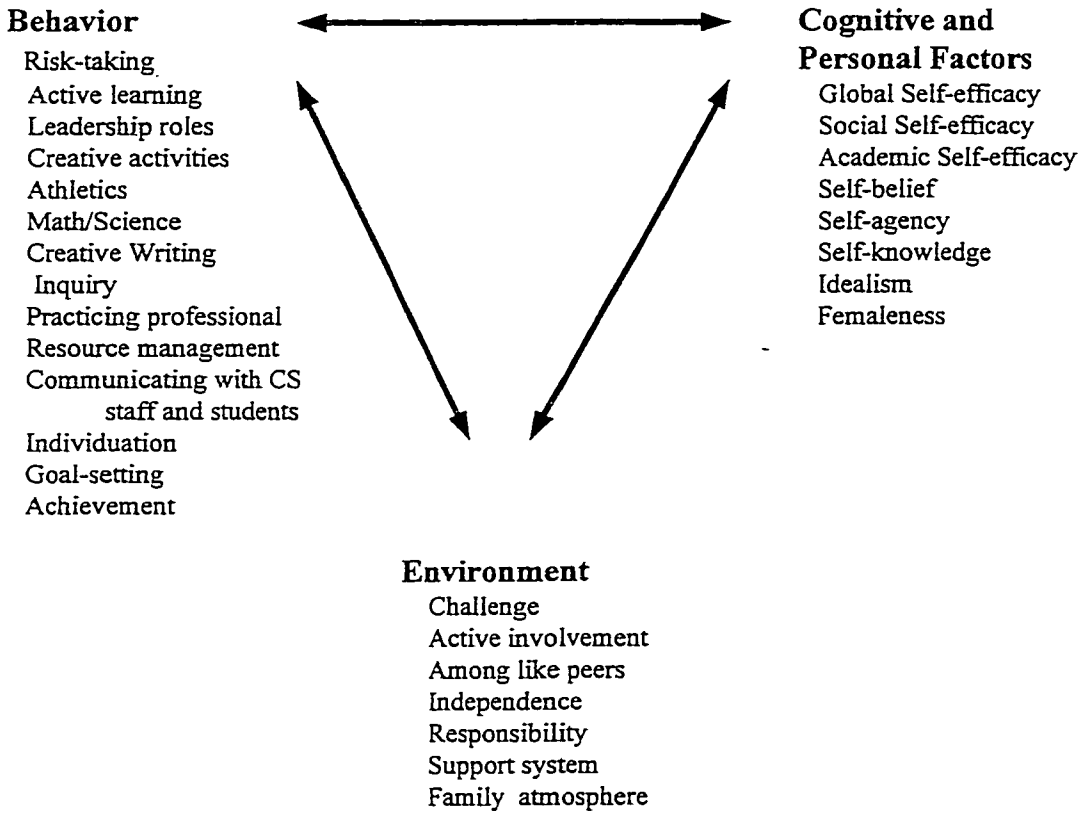 Behavior
Risk-taking
Active learning
Leadership roles
Creative activities
Athletics
Math/Science
Creative Writing
Inquiry
Practicing professional
Resource management
Communicating with CS
staff and students
Individuation
Goal-setting
Achievement
Cognitive and
Personal Factors
Global Self-efficacy
Social Self-efficacy
Academic Self-efficacy
Self-belief
Self-agency
Self-knowledge
Idealism
Femaleness
Environment
Challenge
Active involvement
Among like peers
Independence
Responsibility
Support system
Family atmosphere